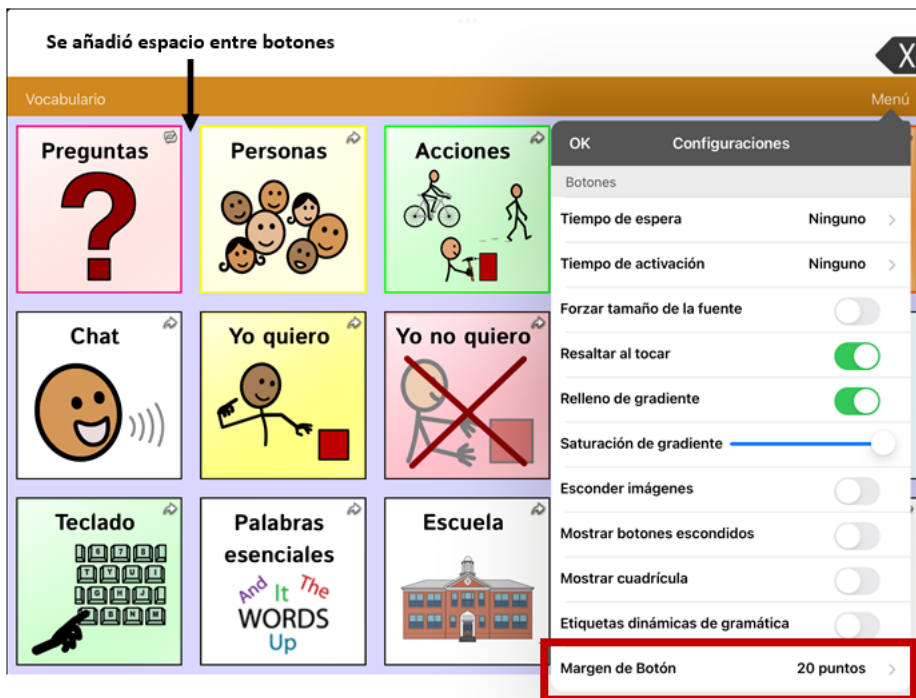 Se añadió espacio entre botones
X
Vocabulario
Menú
Preguntas
Personas
Acciones
Chat
Yo quiero
Yo no quiero
Teclado
Palabras
esenciales
And It The
WORDS
Up
Escuela
OK
Configuraciones
Botones
Tiempo de espera
Ninguno
Tiempo de activación
Ninguno
Forzar tamaño de la fuente
Resaltar al tocar
Relleno de gradiente
Saturación de gradiente
Esconder imágenes
Mostrar botones escondidos
Mostrar cuadrícula
Etiquetas dinámicas de gramática
Margen de Botón
20 puntos